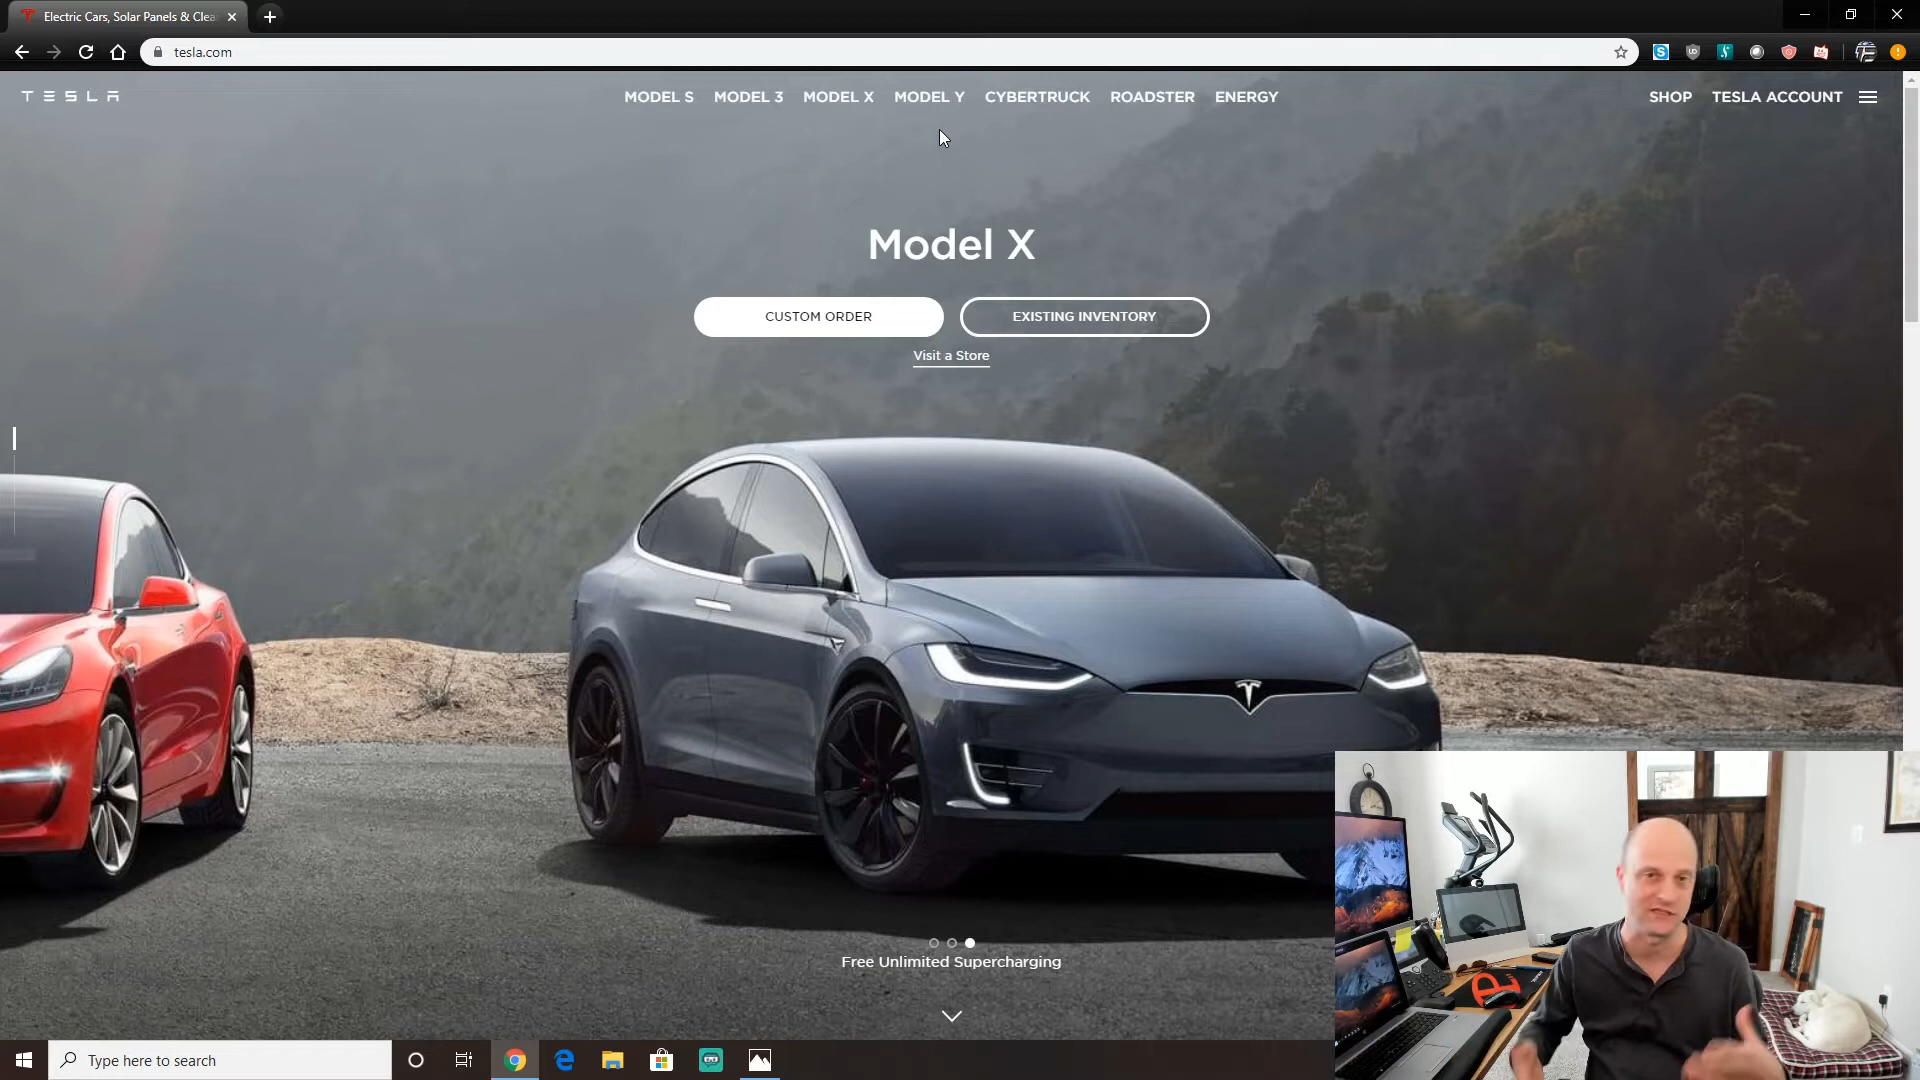 Electric Cars, Solar Panels & Clea
tesla.com
TESLA
MODEL S MODEL 3 MODEL X MODEL Y CYBERTRUCK ROADSTER ENERGY
SHOP TESLA ACCOUNT
Model X
CUSTOM ORDER
EXISTING INVENTORY
Visit a Store
Free Unlimited Supercharging
Type here to search